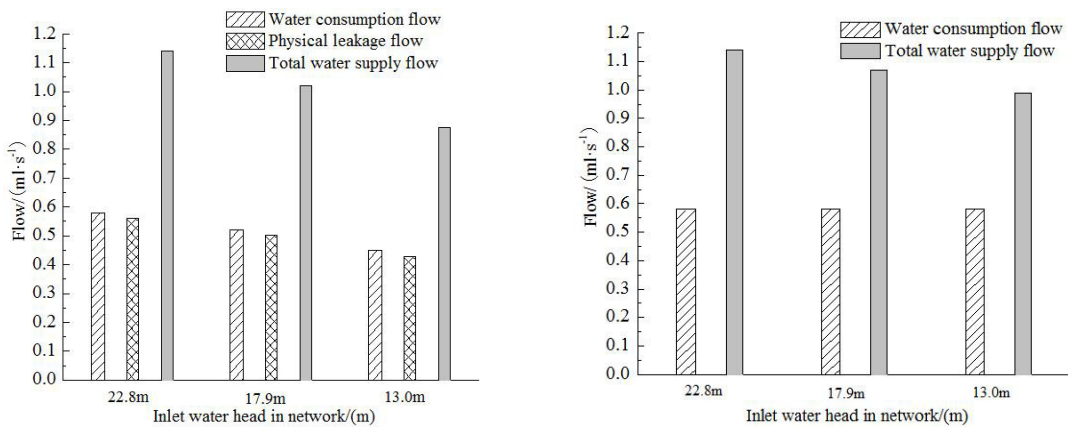 Water consumption flow
Physical leakage flow
Total water supply flow
1.2
1.1
1.0
0.9
0.8
0.7
0.6
0.5
0.4
0.3
0.2
0.1
0.0
Flow/(ml·s⁻¹)
22.8m
17.9m
13.0m
Inlet water head in network/(m)
Water consumption flow
Total water supply flow
1.2
1.1
1.0
0.9
0.8
0.7
0.6
0.5
0.4
0.3
0.2
0.1
0.0
Flow/(ml·s⁻¹)
22.8m
17.9m
13.0m
Inlet water head in network/(m)